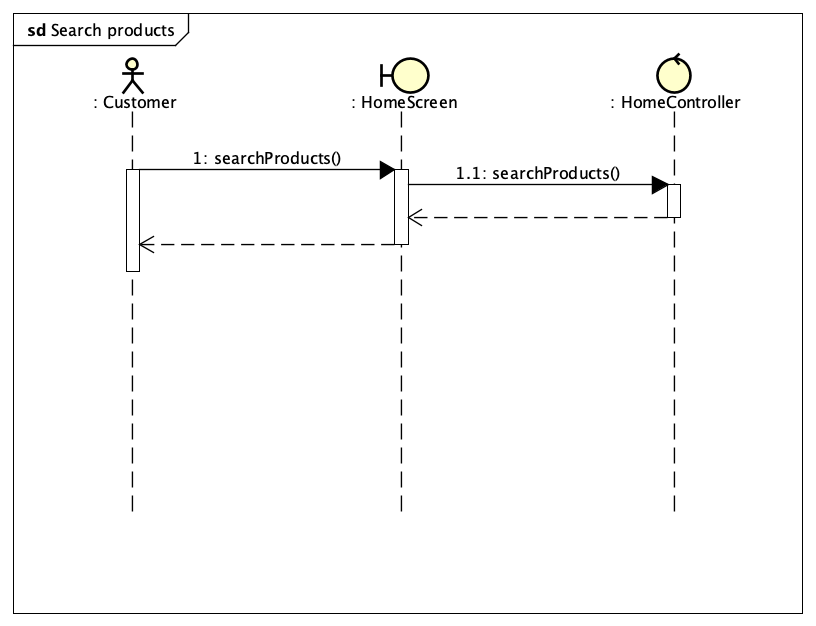 sd Search products
: Customer
: HomeScreen
: HomeController
1: searchProducts()
1.1: searchProducts()